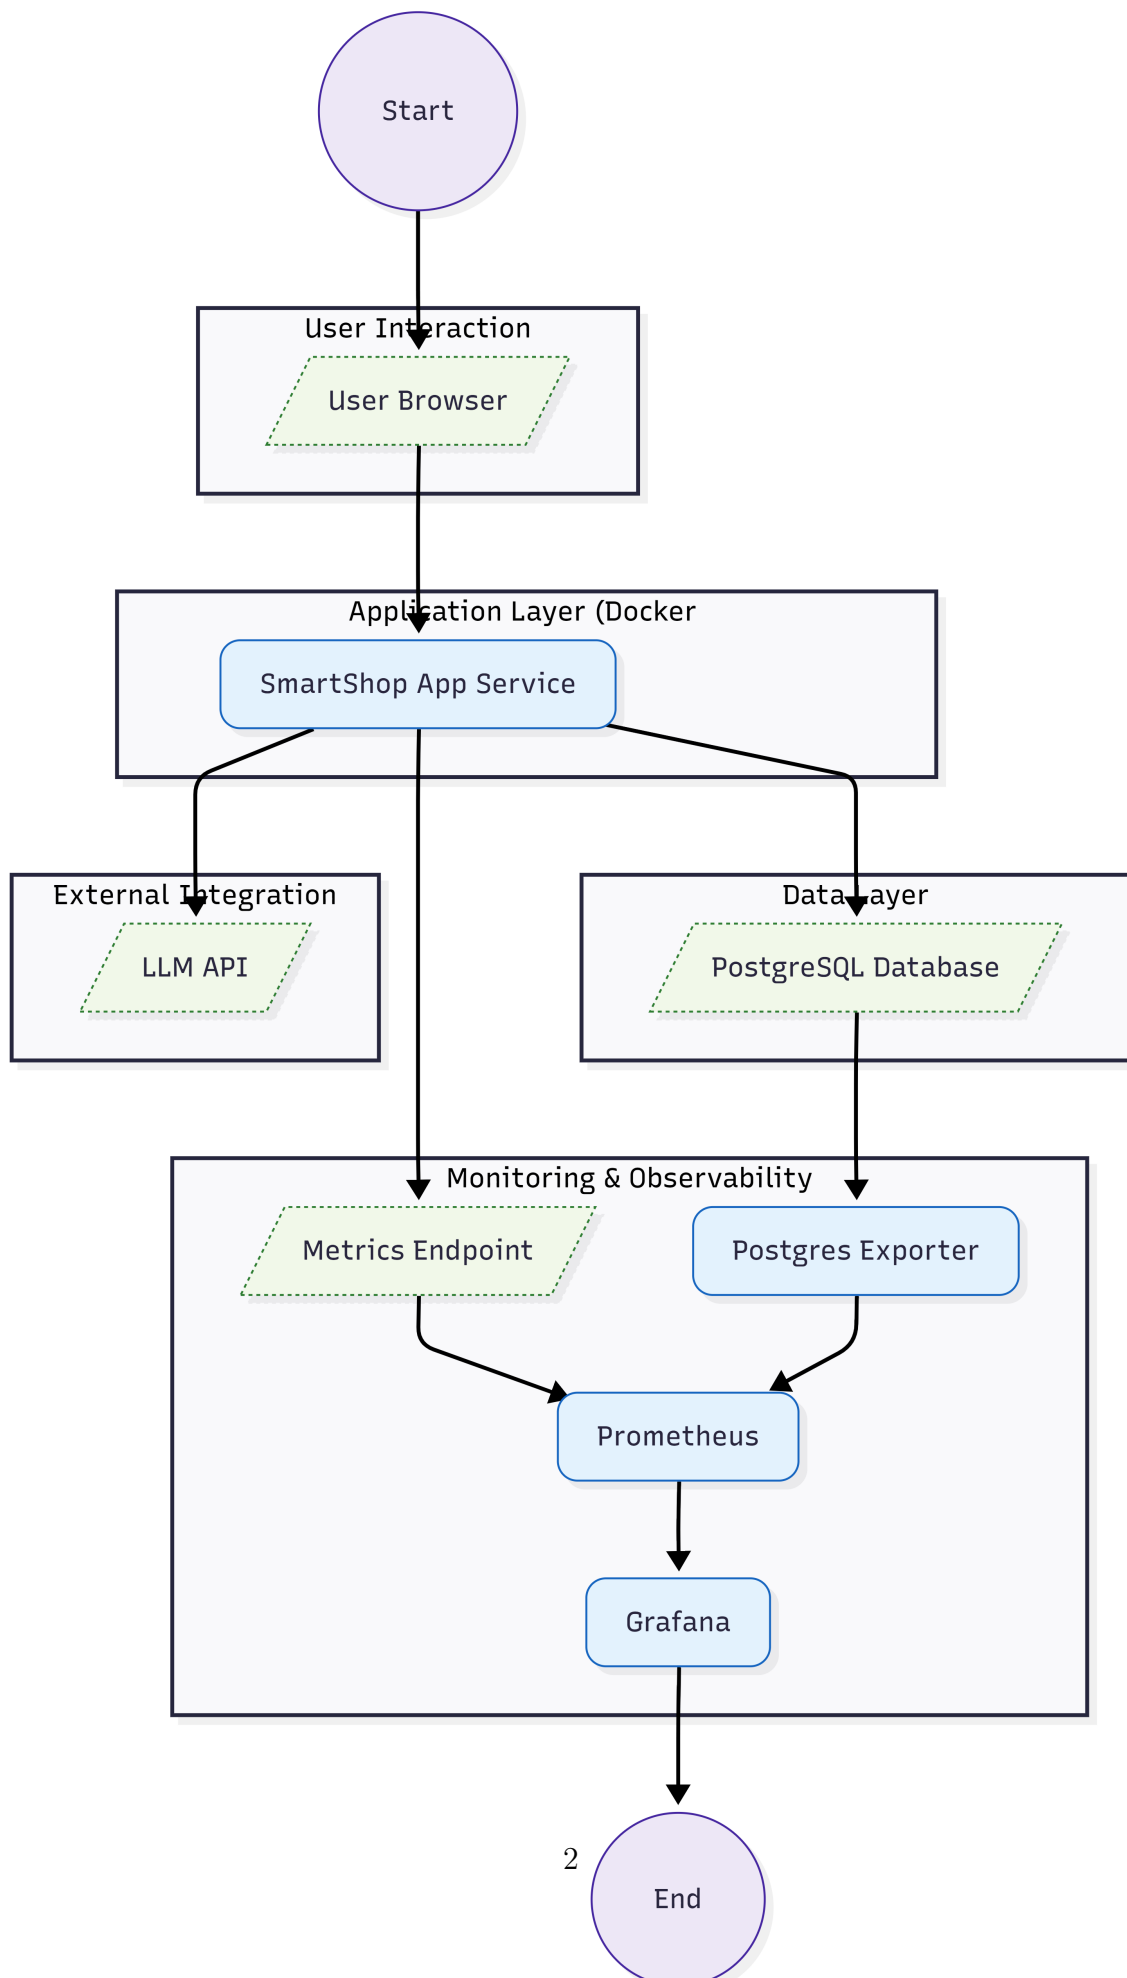 Start
User Interaction
User Browser
Application Layer (Docker
SmartShop App Service
External Integration
Data Layer
LLM API
PostgreSQL Database
Monitoring & Observability
Metrics Endpoint
Postgres Exporter
Prometheus
Grafana
2
End